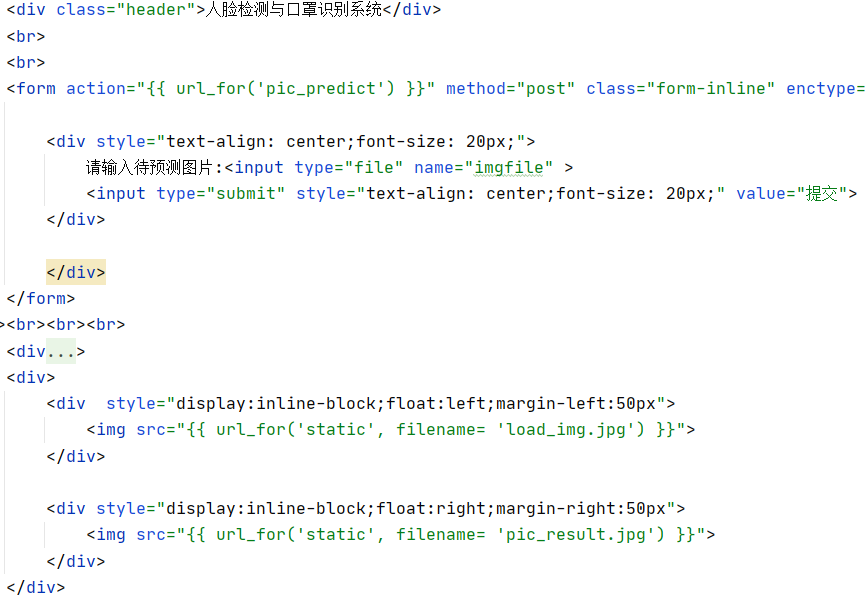 <div class="header">人脸检测与口罩识别系统</div>
<br>
<br>
<form action="{{ url_for('pic_predict') }}" method="post" class="form-inline" enctype=
<div style="text-align: center;font-size: 20px;">
请输入待预测图片:<input type="file" name="imgfile" >
<input type="submit" style="text-align: center;font-size: 20px;" value="提交">
</div>
</div>
</form>
><br><br><br>
<div...>
<div>
<div  style="display:inline-block;float:left;margin-left:50px">
<img src="{{ url_for('static', filename= 'load_img.jpg') }}">
</div>
<div style="display:inline-block;float:right;margin-right:50px">
<img src="{{ url_for('static', filename= 'pic_result.jpg') }}">
</div>
</div>